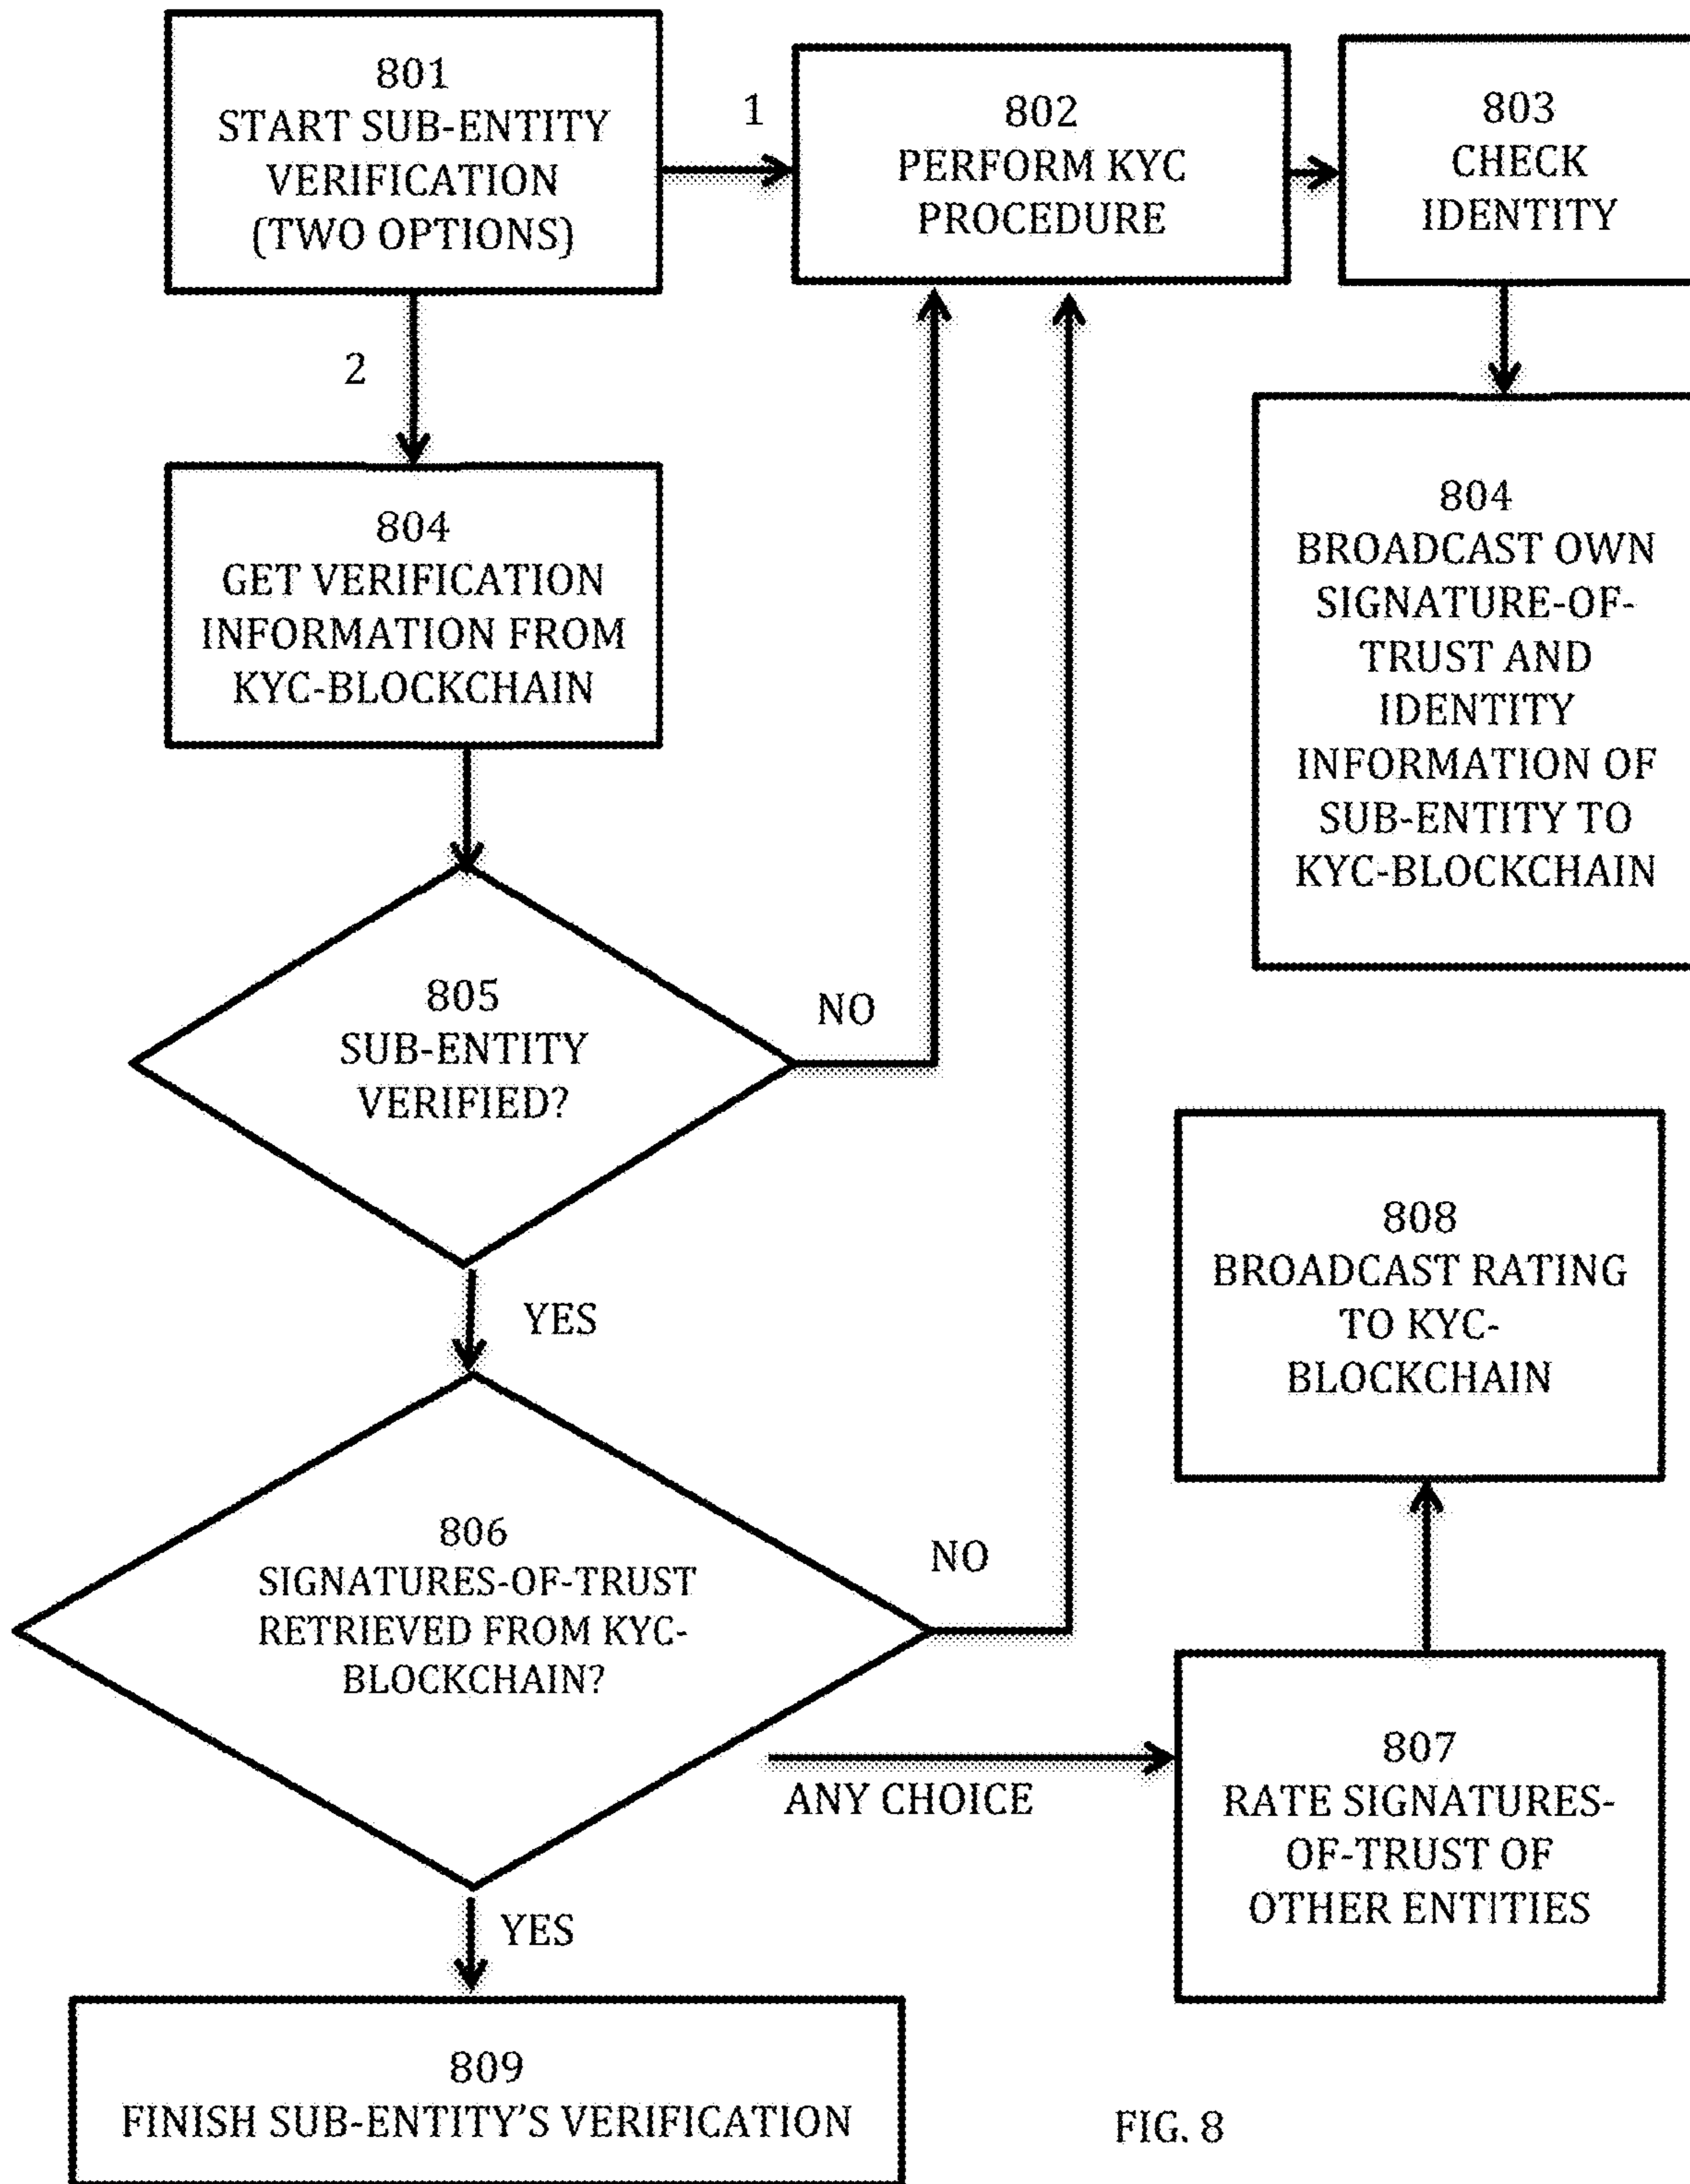 801
START SUB-ENTITY
VERIFICATION
(TWO OPTIONS)
1
802
PERFORM KYC
PROCEDURE
803
CHECK
IDENTITY
2
804
GET VERIFICATION
INFORMATION FROM
KYC-BLOCKCHAIN
804
BROADCAST OWN
SIGNATURE-OF-
TRUST AND
IDENTITY
INFORMATION OF
SUB-ENTITY TO
KYC-BLOCKCHAIN
805
SUB-ENTITY
VERIFIED?
NO
YES
806
SIGNATURES-OF-TRUST
RETRIEVED FROM KYC-
BLOCKCHAIN?
NO
ANY CHOICE
808
BROADCAST RATING
TO KYC-
BLOCKCHAIN
807
RATE SIGNATURES-
OF-TRUST OF
OTHER ENTITIES
YES
809
FINISH SUB-ENTITY'S VERIFICATION
FIG. 8